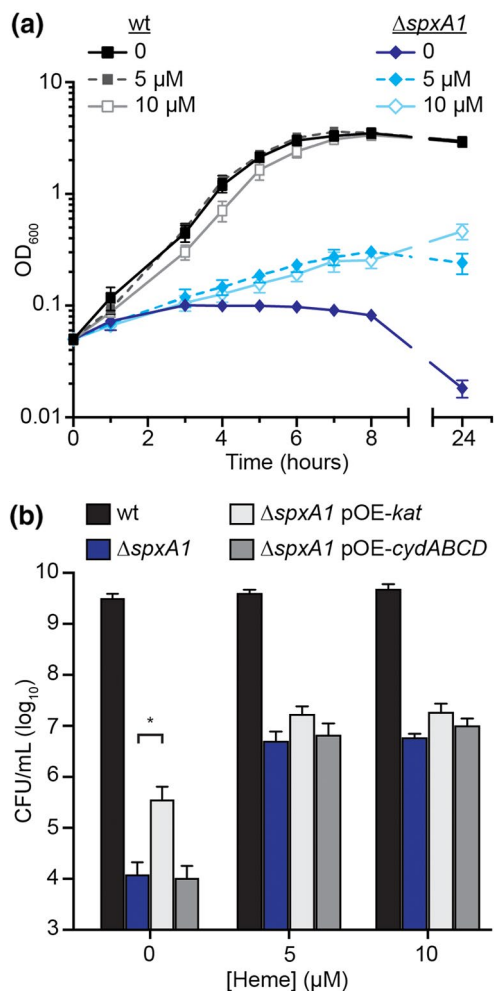 (a)
wt
0
5 µM
10 µM
ΔspxA1
0
5 µM
10 µM
OD600
10
1
0.1
0.01
0 2 4 6 8 24
Time (hours)
(b)
wt
ΔspxA1
ΔspxA1 pOE-kat
ΔspxA1 pOE-cydABCD
CFU/mL (log10)
10
9
8
7
6
5
4
3
*
0 5 10
[Heme] (µM)